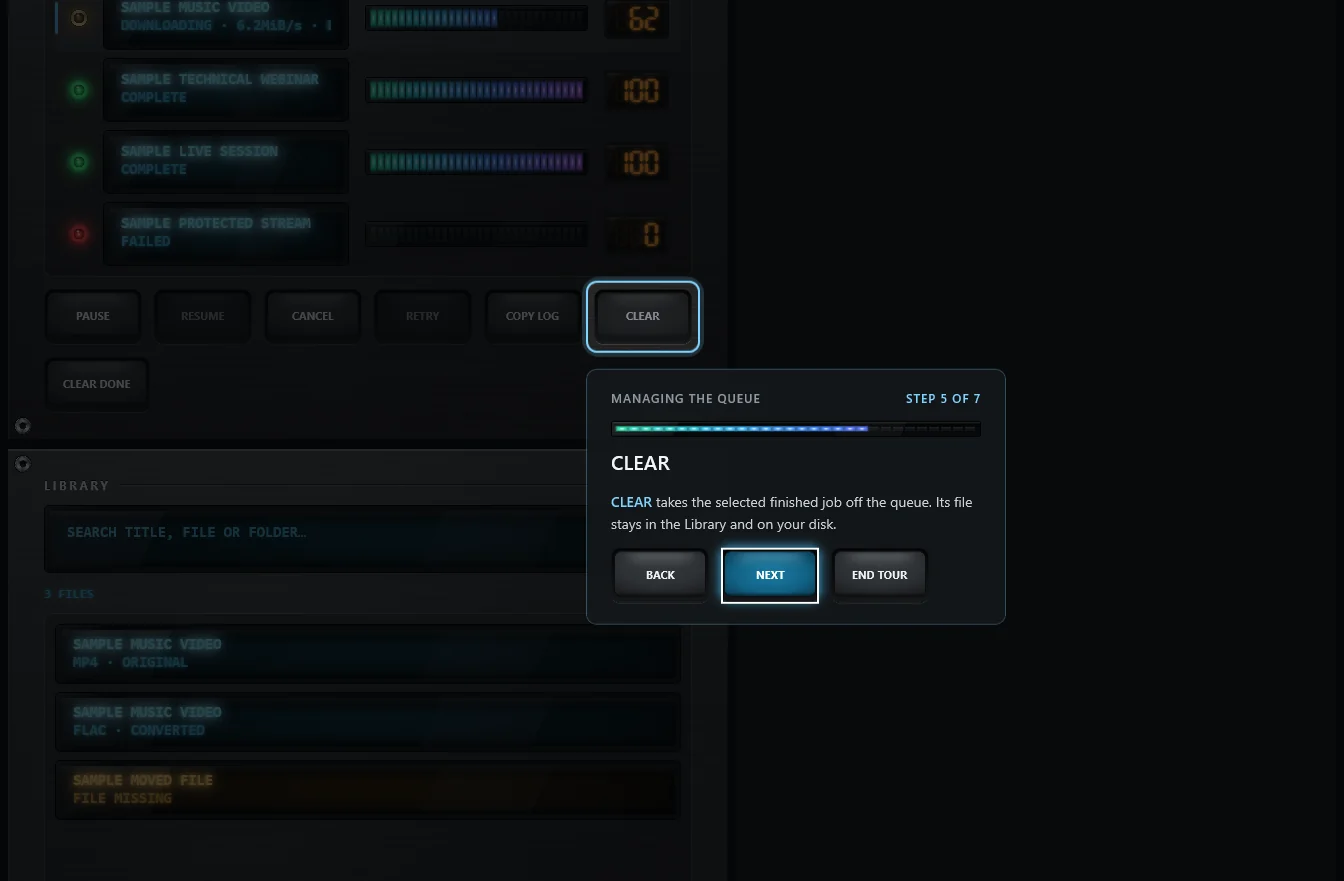 SAMPLE MUSIC VIDEO
DOWNLOADING · 6.2MiB/s ·
62
SAMPLE TECHNICAL WEBINAR
COMPLETE
100
SAMPLE LIVE SESSION
COMPLETE
100
SAMPLE PROTECTED STREAM
FAILED
0
PAUSE
RESUME
CANCEL
RETRY
COPY LOG
CLEAR
CLEAR DONE
MANAGING THE QUEUE
STEP 5 OF 7
CLEAR
CLEAR takes the selected finished job off the queue. Its file
stays in the Library and on your disk.
BACK
NEXT
END TOUR
LIBRARY
SEARCH TITLE, FILE OR FOLDER…
3 FILES
SAMPLE MUSIC VIDEO
MP4 · ORIGINAL
SAMPLE MUSIC VIDEO
FLAC · CONVERTED
SAMPLE MOVED FILE
FILE MISSING